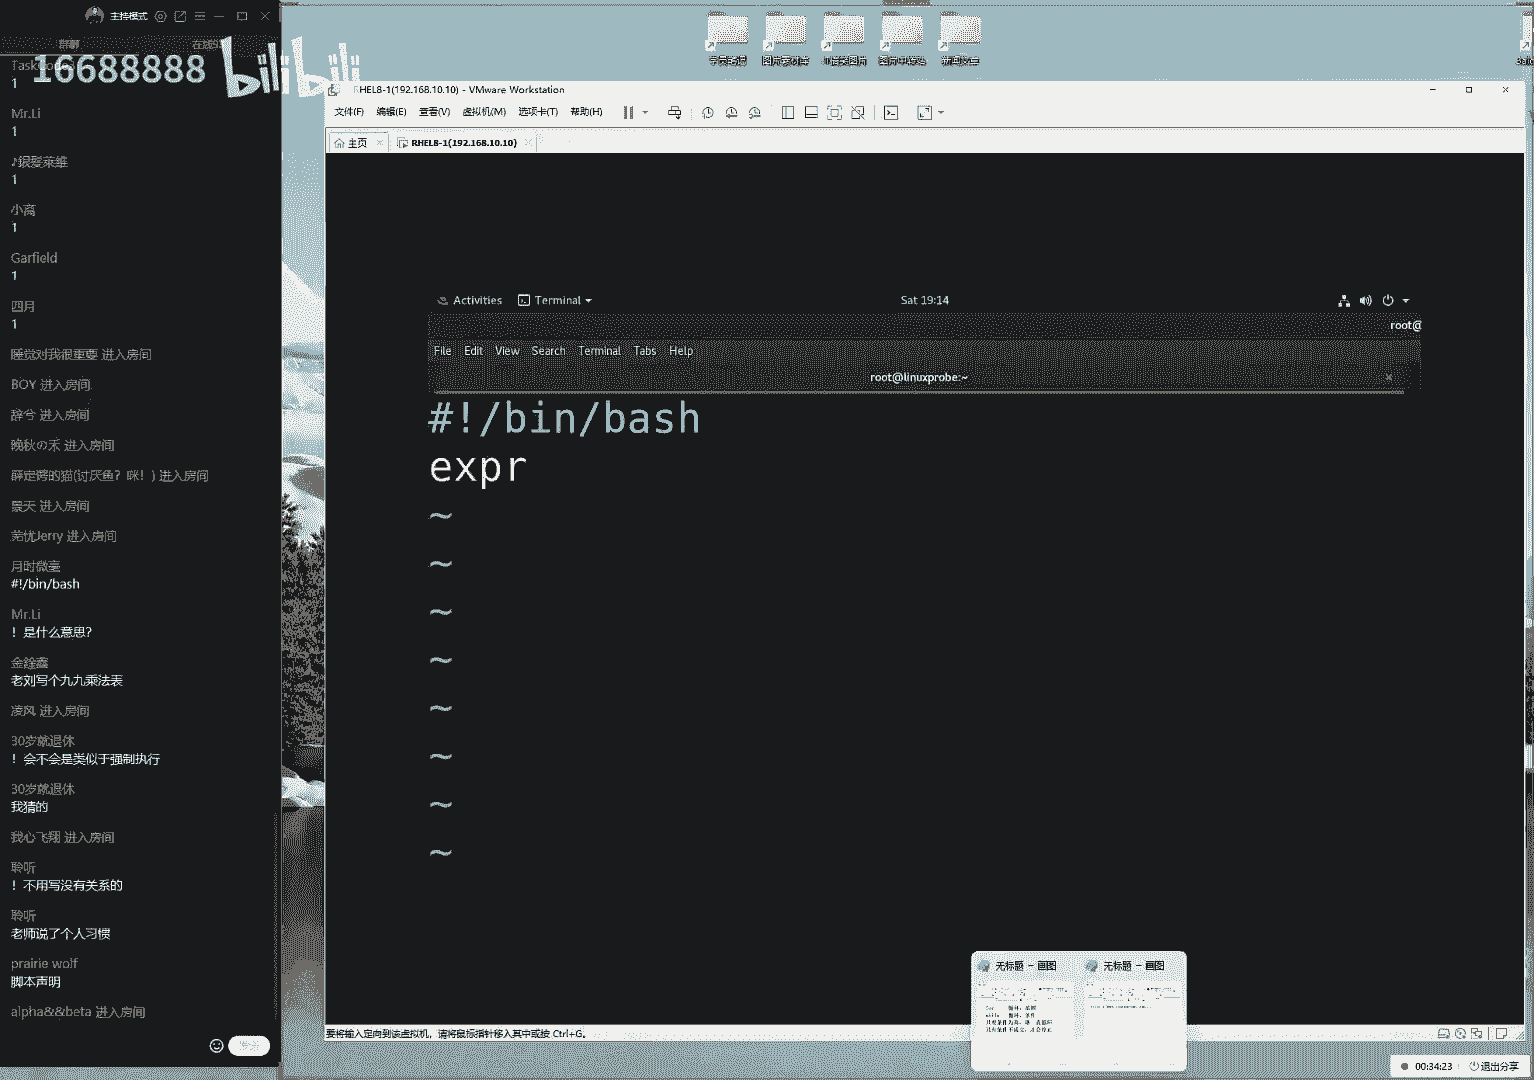 主持模式
群聊
16688888
bilibili
1
Mr.Li
1
♪银髪莱維
1
小离
1
Garfield
1
四月
1
睡觉对我很重要 进入房间
BOY 进入房间
辞兮 进入房间
晚秋の禾 进入房间
薛定谔的猫(讨厌鱼？咪！) 进入房间
景天 进入房间
芜忧Jerry 进入房间
月时微毫
#!/bin/bash
Mr.Li
！是什么意思?
老刘写个九九乘法表
凌风 进入房间
30岁就退休
！会不会是类似于强制执行
30岁就退休
我猜的
我心飞翔 进入房间
聆听
！不用写没有关系的
聆听
老师说了个人习惯
prairie wolf
脚本声明
alpha&&beta 进入房间
发送
RHEL8-1(192.168.10.10) - VMware Workstation
文件(F) 编辑(E) 查看(V) 虚拟机(M) 选项卡(T) 帮助(H)
主页 RHEL8-1(192.168.10.10)
Activities Terminal Sat 19:14
root@
File Edit View Search Terminal Tabs Help
root@linuxprobe:~
#!/bin/bash
expr
~
~
~
~
~
~
~
~
无标题 - 画图 无标题 - 画图
要将输入定向到该虚拟机，请将鼠标指针移入其中或按 Ctrl+G。
00:34:23 退出分享